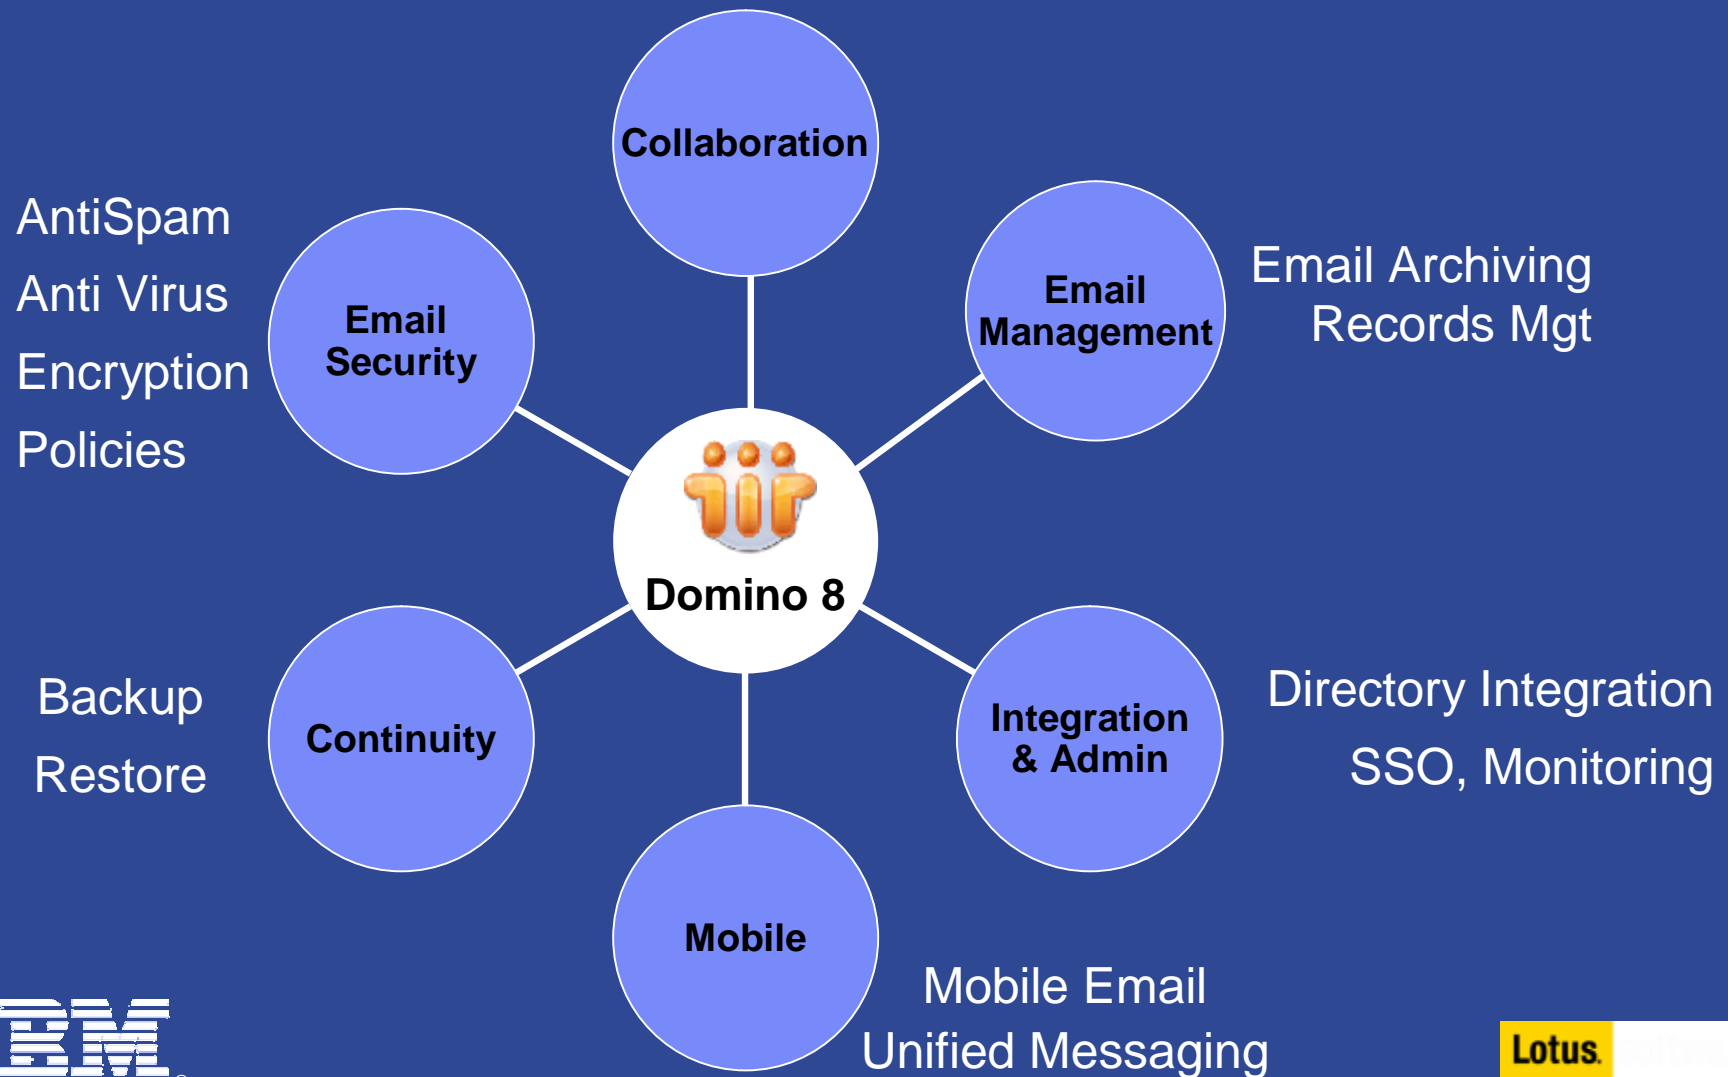 Collaboration
AntiSpam
Anti Virus
Encryption
Policies
Email
Security
Email
Management
Email Archiving
Records Mgt
Domino 8
Backup
Restore
Continuity
Integration
& Admin
Directory Integration
SSO, Monitoring
Mobile
Mobile Email
Unified Messaging
IBM
Lotus.